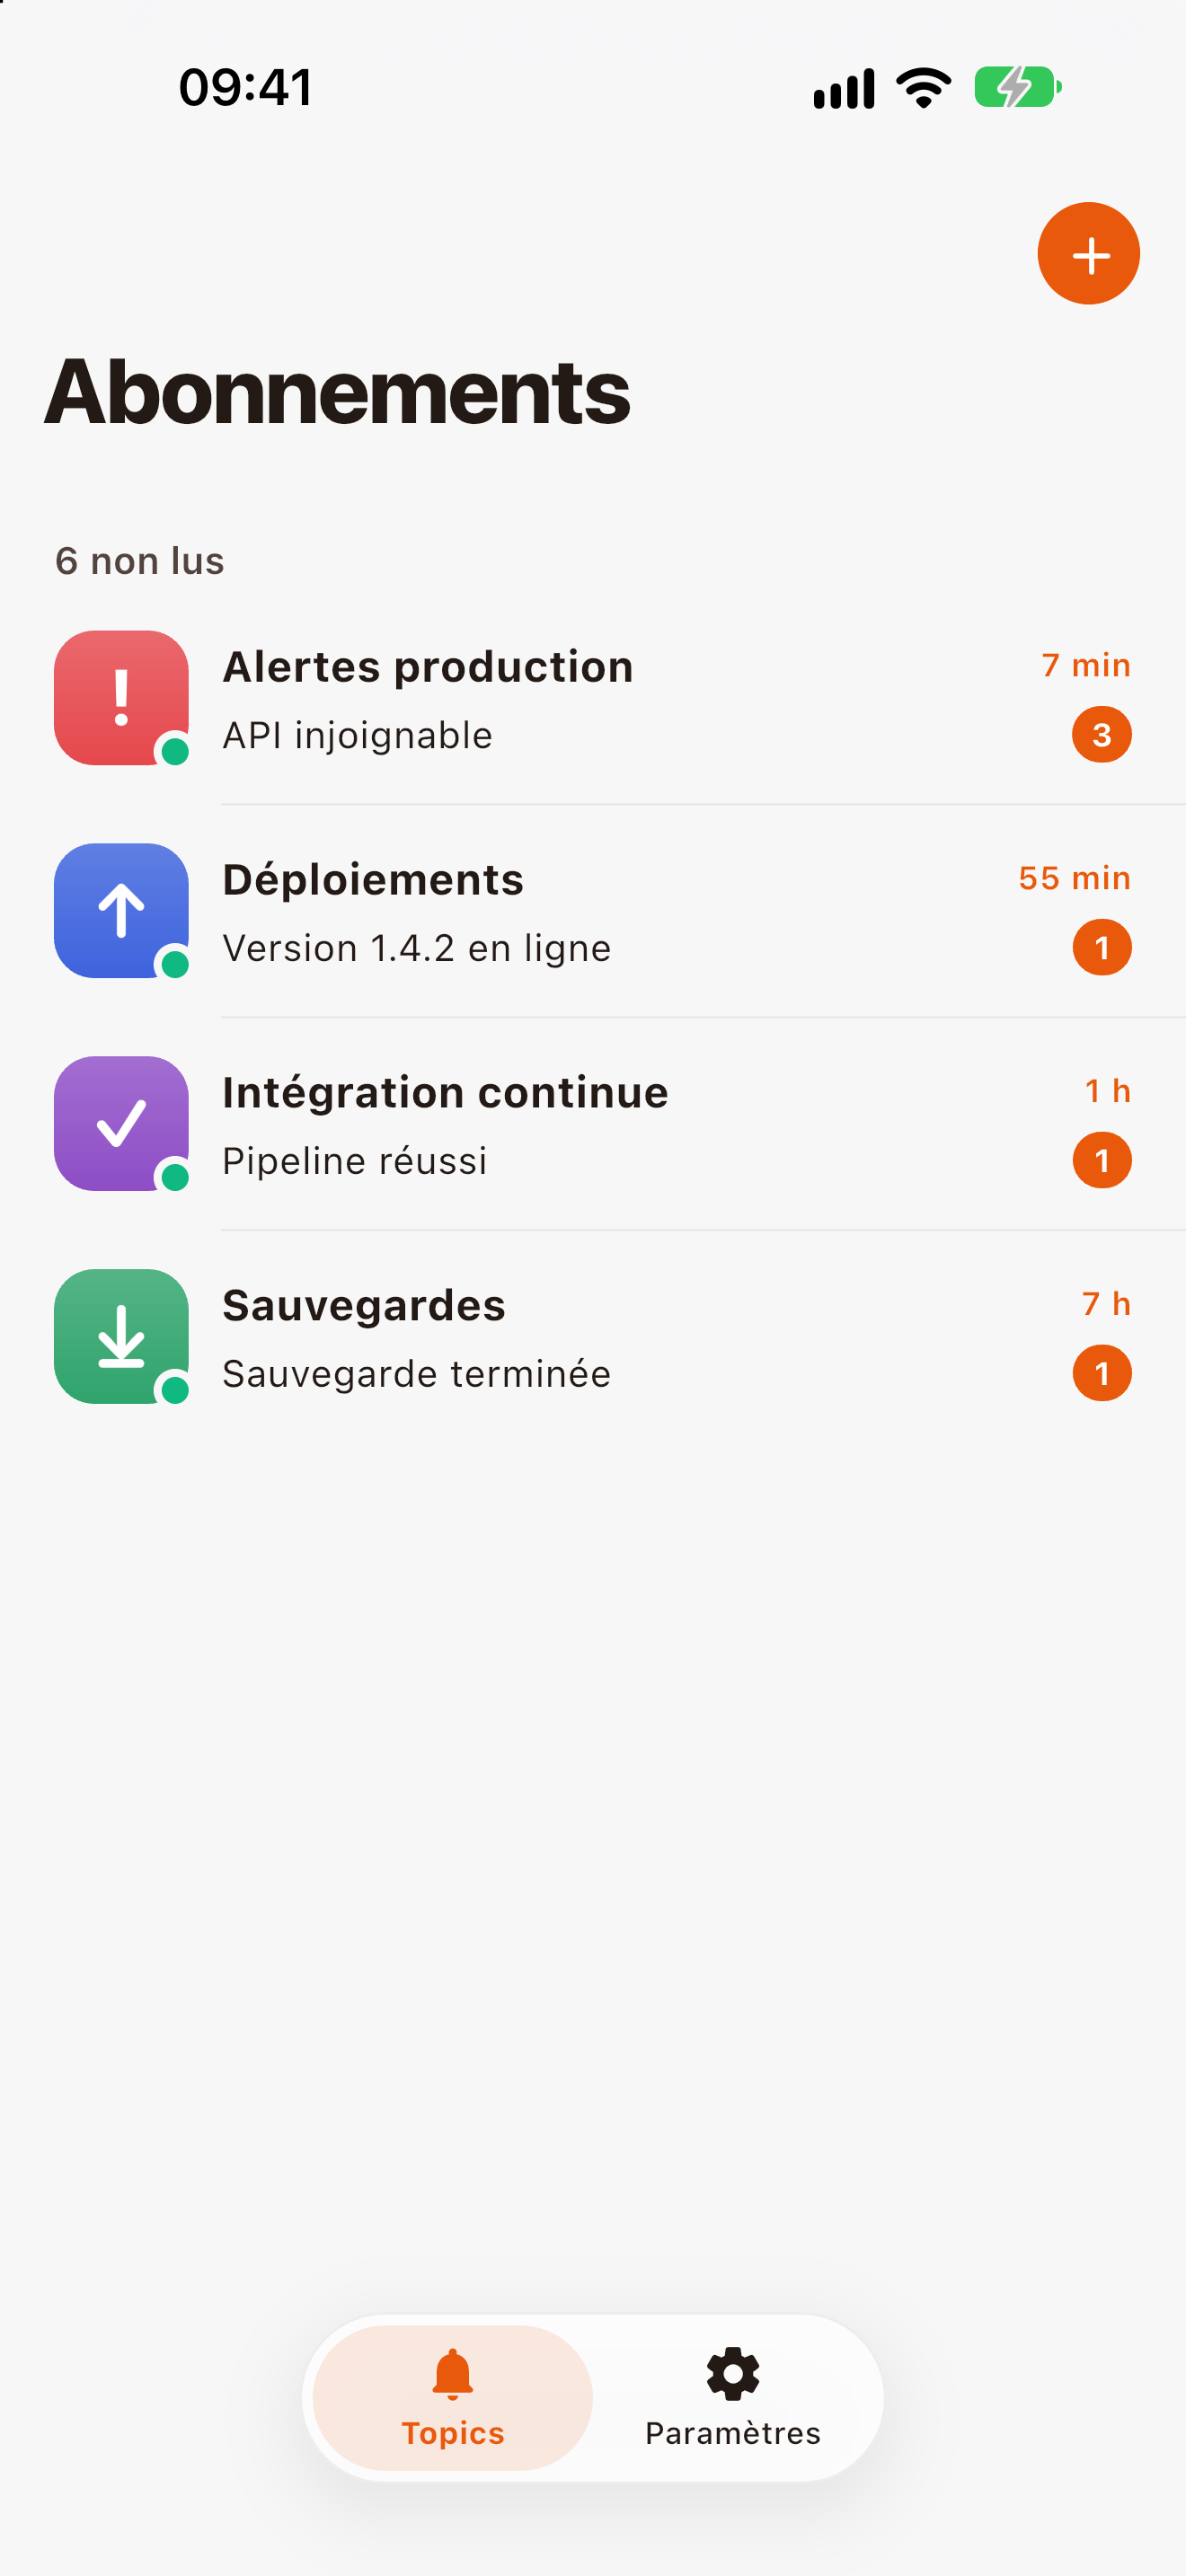 09:41
Abonnements
6 non lus
Alertes production
7 min
API injoignable
3
Déploiements
55 min
Version 1.4.2 en ligne
1
Intégration continue
1 h
Pipeline réussi
1
Sauvegardes
7 h
Sauvegarde terminée
1
Topics
Paramètres